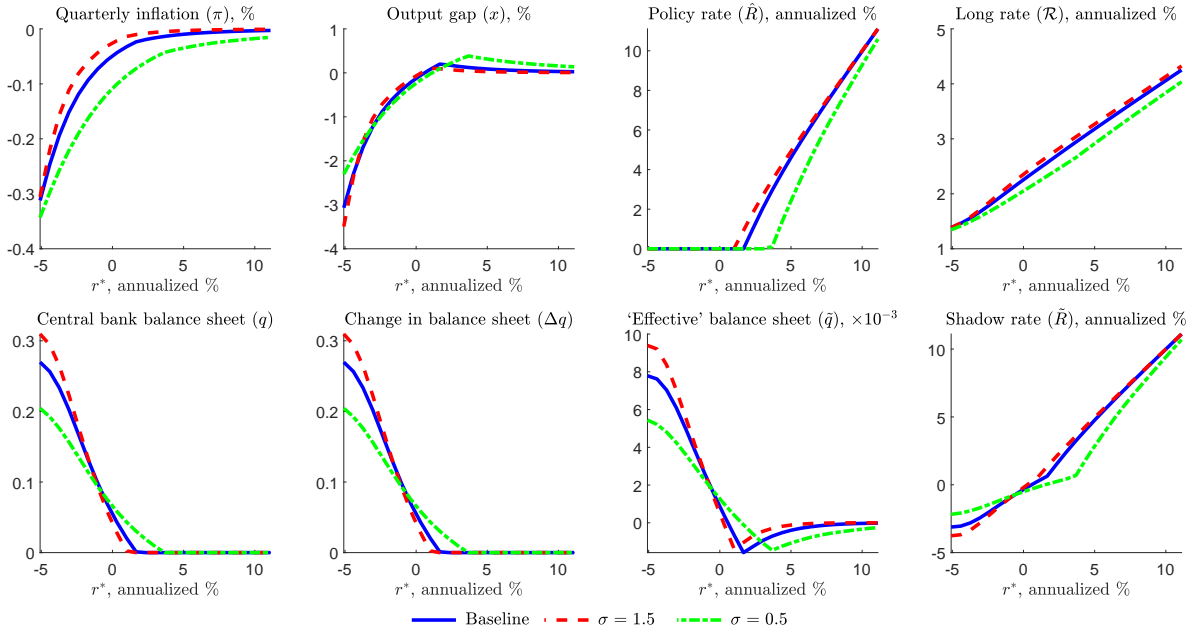 Quarterly inflation (π), %
0
-0.1
-0.2
-0.3
-0.4
-5 0 5 10
r*, annualized %
Output gap (x), %
1
0
-1
-2
-3
-4
-5 0 5 10
r*, annualized %
Policy rate (R̂), annualized %
10
8
6
4
2
0
-5 0 5 10
r*, annualized %
Long rate (ℛ), annualized %
5
4
3
2
1
-5 0 5 10
r*, annualized %
Central bank balance sheet (q)
0.3
0.2
0.1
0
-5 0 5 10
r*, annualized %
Change in balance sheet (Δq)
0.3
0.2
0.1
0
-5 0 5 10
r*, annualized %
‘Effective’ balance sheet (q̃), ×10⁻³
10
8
6
4
2
0
-5 0 5 10
r*, annualized %
Shadow rate (R̃), annualized %
10
5
0
-5
-5 0 5 10
r*, annualized %
Baseline σ = 1.5 σ = 0.5